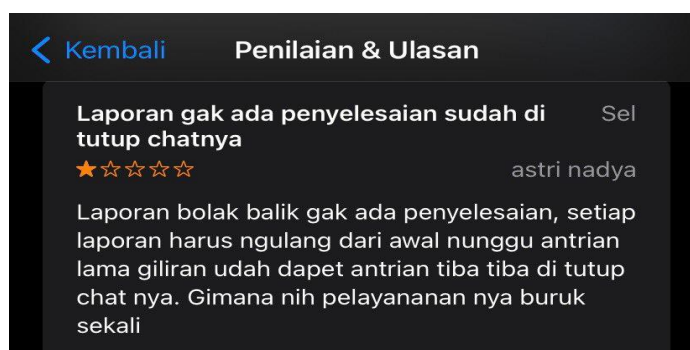 Kembali Penilaian & Ulasan
Laporan gak ada penyelesaian sudah di Sel
tutup chatnya
astri nadya
Laporan bolak balik gak ada penyelesaian, setiap
laporan harus ngulang dari awal nunggu antrian
lama giliran udah dapet antrian tiba tiba di tutup
chat nya. Gimana nih pelayananan nya buruk
sekali